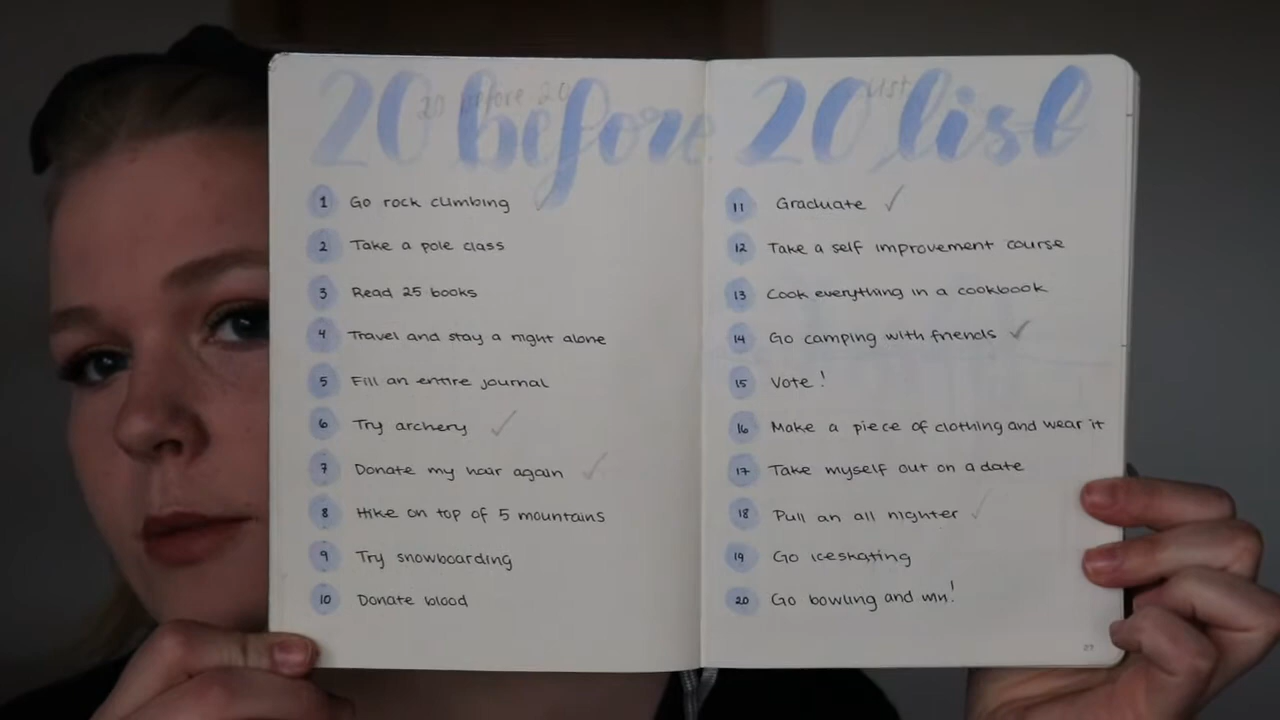 20 before 20 list
20 before 20 list
1 Go rock climbing ✓
2 Take a pole class
3 Read 25 books
4 Travel and stay a night alone
5 Fill an entire journal
6 Try archery ✓
7 Donate my hair again ✓
8 Hike on top of 5 mountains
9 Try snowboarding
10 Donate blood
11 Graduate ✓
12 Take a self improvement course
13 Cook everything in a cookbook
14 Go camping with friends ✓
15 Vote!
16 Make a piece of clothing and wear it
17 Take myself out on a date
18 Pull an all nighter ✓
19 Go iceskating
20 Go bowling and win!